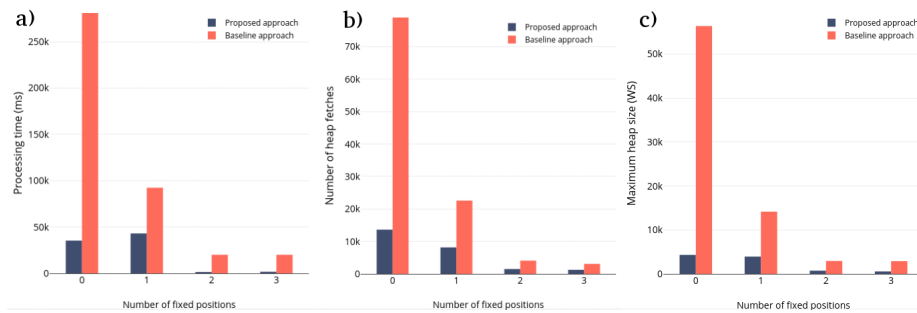 a)
Proposed approach
Baseline approach
Processing time (ms)
250k
200k
150k
100k
50k
0
0 1 2 3
Number of fixed positions
b)
Proposed approach
Baseline approach
Number of heap fetches
70k
60k
50k
40k
30k
20k
10k
0
0 1 2 3
Number of fixed positions
c)
Proposed approach
Baseline approach
Maximum heap size (WS)
50k
40k
30k
20k
10k
0
0 1 2 3
Number of fixed positions